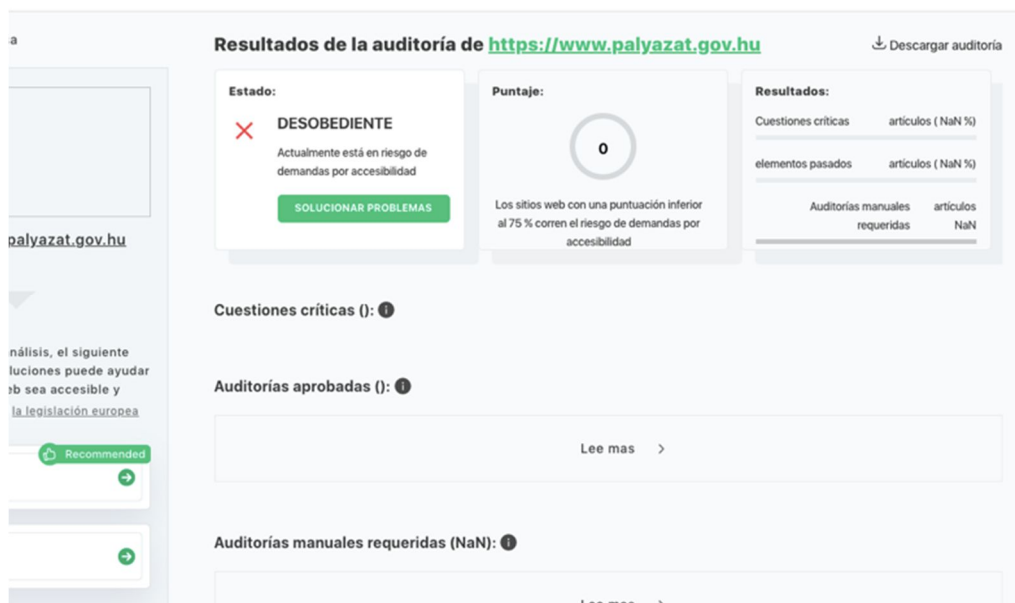 Resultados de la auditoría de https://www.palyazat.gov.hu
Descargar auditoría
Estado:
DESOBEDIENTE
Actualmente está en riesgo de
demandas por accesibilidad
SOLUCIONAR PROBLEMAS
Puntaje:
0
Los sitios web con una puntuación inferior
al 75 % corren el riesgo de demandas por
accesibilidad
Resultados:
Cuestiones críticas artículos ( NaN %)
elementos pasados artículos ( NaN %)
Auditorías manuales artículos
requeridas NaN
palyazat.gov.hu
el siguiente
puede ayudar
sea accesible y
la legislación europea
Recommended
Cuestiones críticas ():
Auditorías aprobadas ():
Lee mas
Auditorías manuales requeridas (NaN):